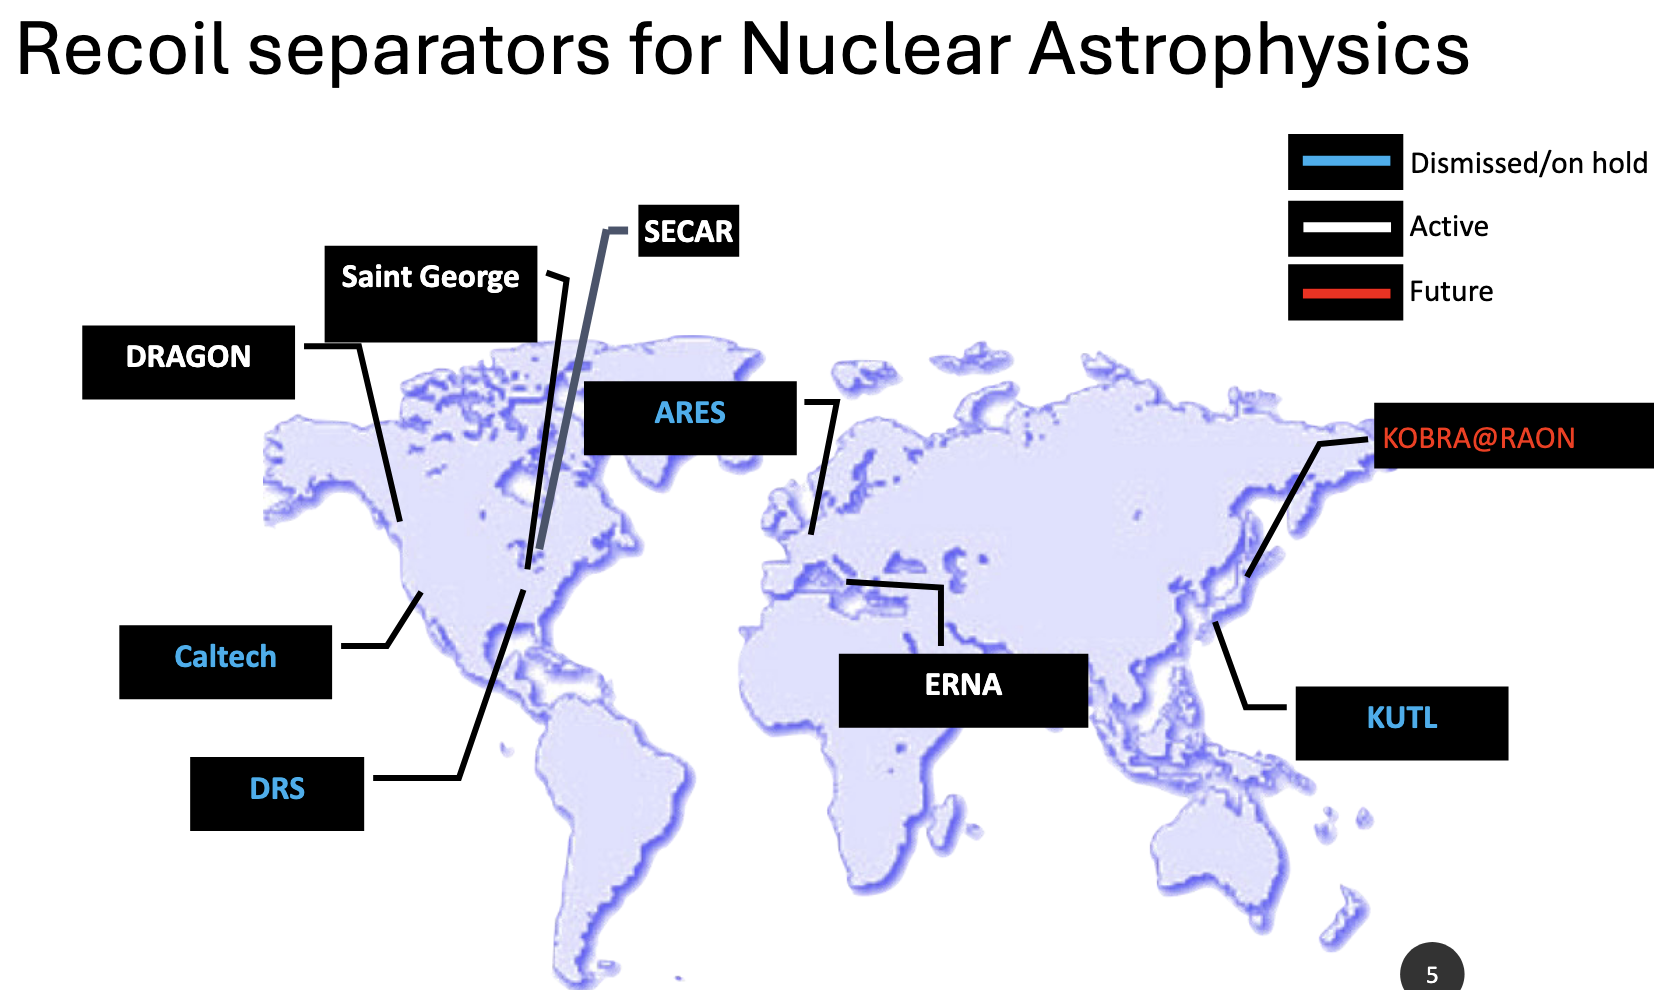 Recoil separators for Nuclear Astrophysics
Dismissed/on hold
Active
Future
SECAR
Saint George
DRAGON
ARES
KOBRA@RAON
Caltech
ERNA
KUTL
DRS
5